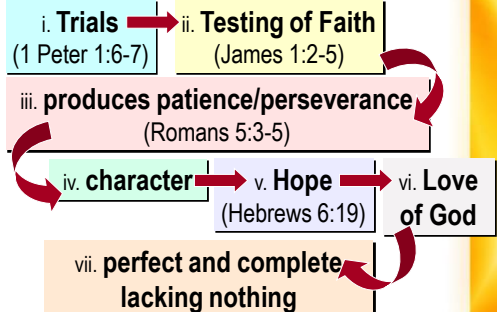 i. Trials
(1 Peter 1:6-7)
ii. Testing of Faith
(James 1:2-5)
iii. produces patience/perseverance
(Romans 5:3-5)
iv. character
v. Hope
(Hebrews 6:19)
vi. Love
of God
vii. perfect and complete
lacking nothing